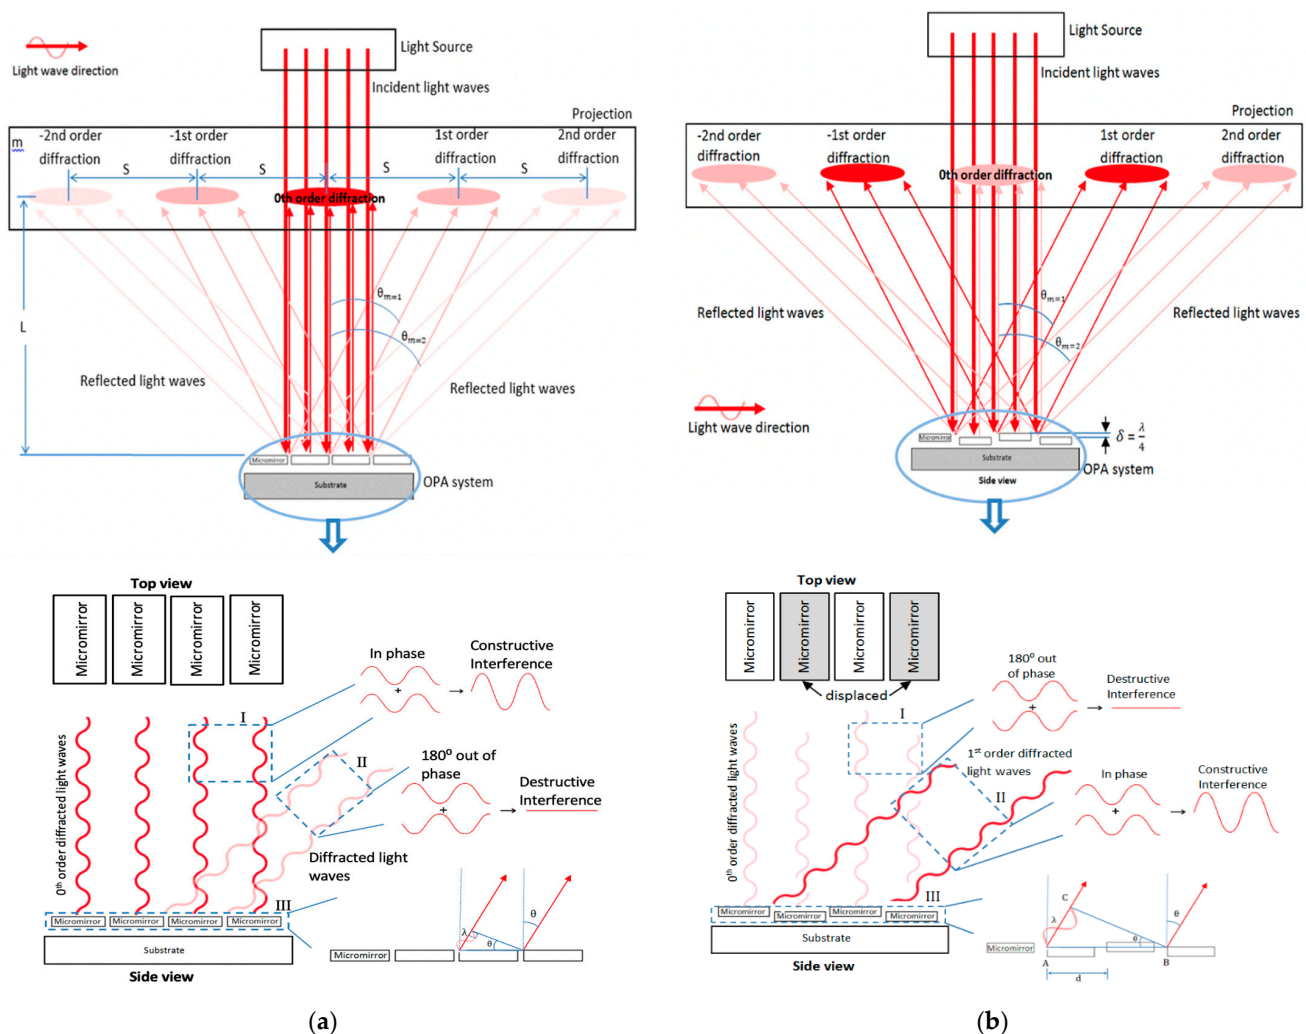 Light Source
Light wave direction
Incident light waves
Projection
m
-2nd order
diffraction
-1st order
diffraction
1st order
diffraction
2nd order
diffraction
S
S
S
S
0th order diffraction
L
θm=1
θm=2
Reflected light waves
Reflected light waves
Micromirror
Substrate
OPA system
Top view
Micromirror
Micromirror
Micromirror
Micromirror
In phase
+
Constructive
Interference
I
II
180⁰ out of
phase
+
Destructive
Interference
0th diffracted light waves
Diffracted light
waves
III
Micromirror
Micromirror
Micromirror
Micromirror
Substrate
Side view
λ
θ
θ
Micromirror
(a)
Light Source
Incident light waves
Projection
-2nd order
diffraction
-1st order
diffraction
0th order diffraction
1st order
diffraction
2nd order
diffraction
θm=1
θm=2
Reflected light waves
Reflected light waves
Light wave direction
Micromirror
δ = λ/4
Substrate
OPA system
Side view
Top view
Micromirror
Micromirror
Micromirror
Micromirror
displaced
I
180⁰ out
of phase
+
Destructive
Interference
1st order diffracted
light waves
II
In phase
+
Constructive
Interference
0th order diffracted light waves
III
Micromirror
Micromirror
Micromirror
Micromirror
Substrate
Side view
C
λ
θ
θ
Micromirror
A
B
d
(b)